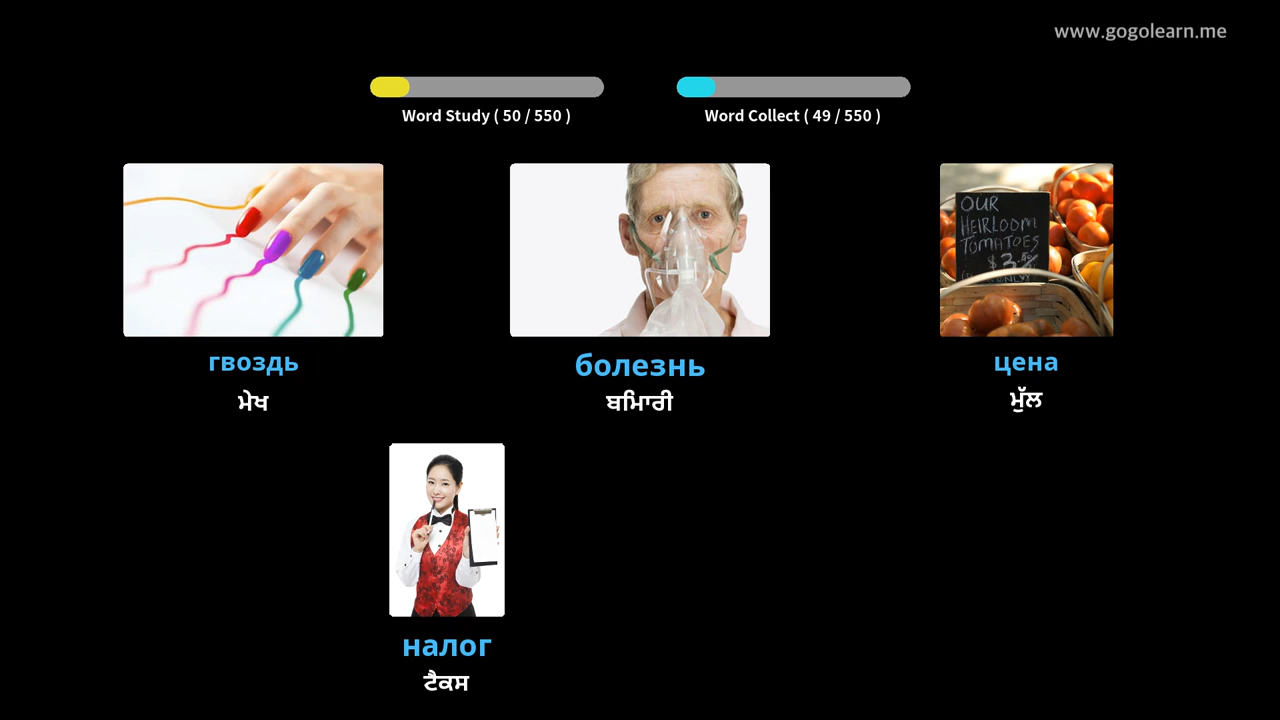 www.gogolearn.me
Word Study ( 50 / 550 )
Word Collect ( 49 / 550 )
OUR
HEIRLOOM
TOMATOES
гвоздь
ਮੇਖ
болезнь
ਬਿਮਾਰੀ
цена
ਮੁੱਲ
налог
ਟੈਕਸ